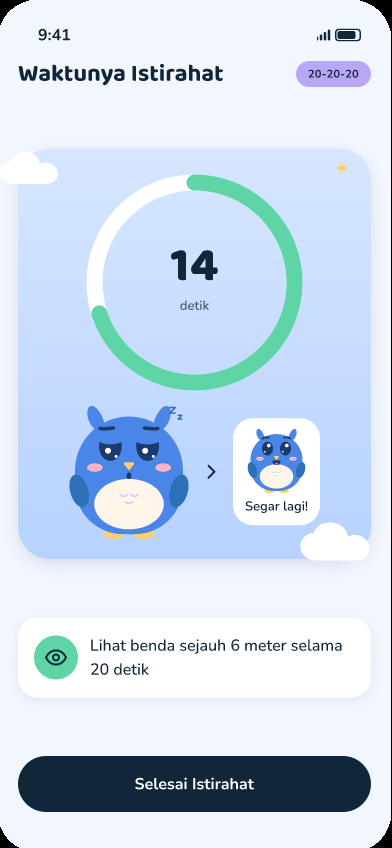 9:41
Waktunya Istirahat
20-20-20
14
detik
z
z
Segar lagi!
Lihat benda sejauh 6 meter selama
20 detik
Selesai Istirahat